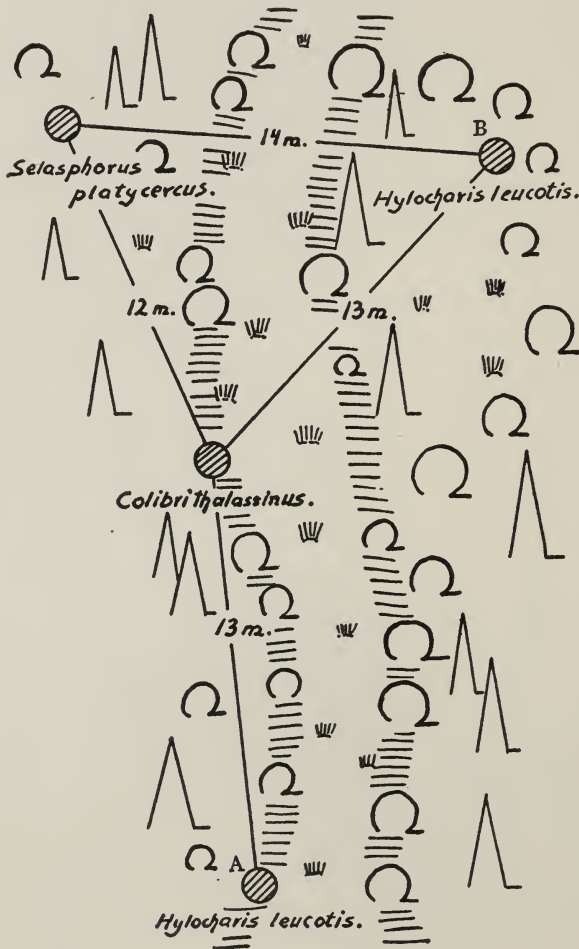 B
14 m.
Selasphorus
platycercus.
Hylocharis leucotis.
12 m.
13 m.
Colibri thalassinus.
13 m.
A
Hylocharis leucotis.